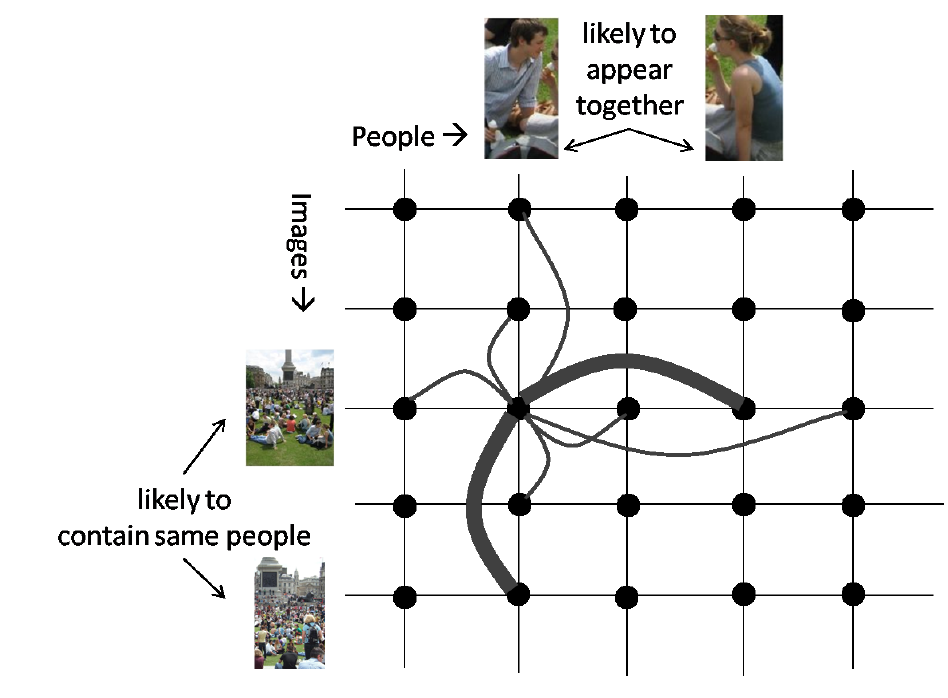 likely to
appear
together
People →
Images →
likely to
contain same people